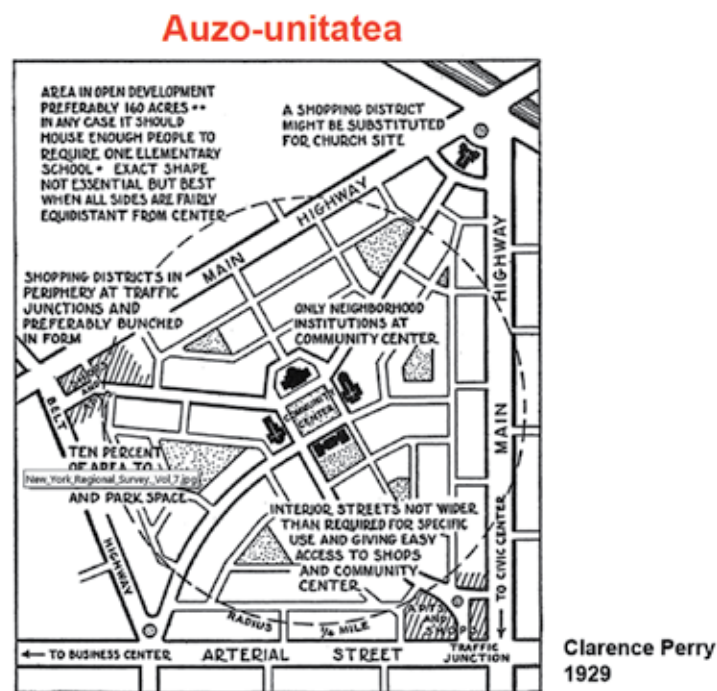 Auzo-unitatea
AREA IN OPEN DEVELOPMENT
PREFERABLY 160 ACRES ••
IN ANY CASE IT SHOULD
HOUSE ENOUGH PEOPLE TO
REQUIRE ONE ELEMENTARY
SCHOOL • EXACT SHAPE
NOT ESSENTIAL BUT BEST
WHEN ALL SIDES ARE FAIRLY
EQUIDISTANT FROM CENTER
A SHOPPING DISTRICT
MIGHT BE SUBSTITUTED
FOR CHURCH SITE
MAIN HIGHWAY
HIGHWAY
MAIN
SHOPPING DISTRICTS IN
PERIPHERY AT TRAFFIC
JUNCTIONS AND
PREFERABLY BUNCHED
IN FORM
ONLY NEIGHBORHOOD
INSTITUTIONS AT
COMMUNITY CENTER
SHOPS
AND
COMMUNITY
CENTER
BELT
HIGHWAY
TEN PERCENT
OF AREA TO
New_York_Regional_Survey_Vol_7.jpg
AND PARK SPACE
INTERIOR STREETS NOT WIDER
THAN REQUIRED FOR SPECIFIC
USE AND GIVING EASY
ACCESS TO SHOPS
AND COMMUNITY
CENTER
TO CIVIC CENTER
APTS
AND
SHOPS
RADIUS 1/4 MILE
TRAFFIC
JUNCTION
← TO BUSINESS CENTER ARTERIAL STREET
Clarence Perry
1929